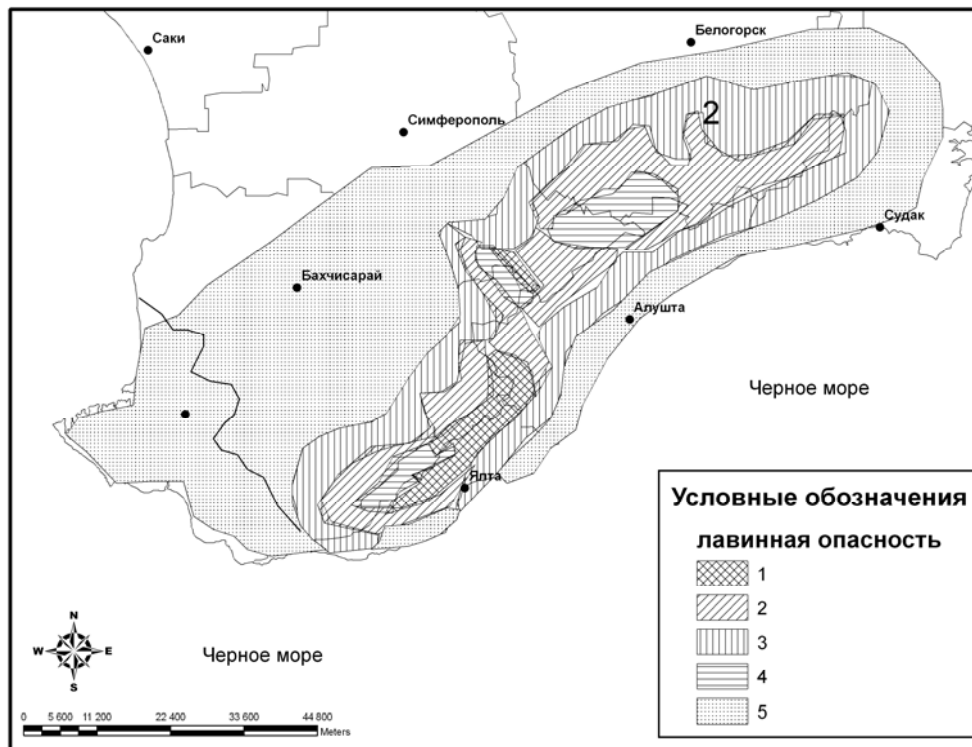 Саки
Белогорск
Симферополь
2
Судак
Бахчисарай
Алушта
Черное море
Ялта
Условные обозначения
лавинная опасность
1
2
3
4
5
N
W E
S
Черное море
0 5 600 11 200 22 400 33 600 44 800
Meters